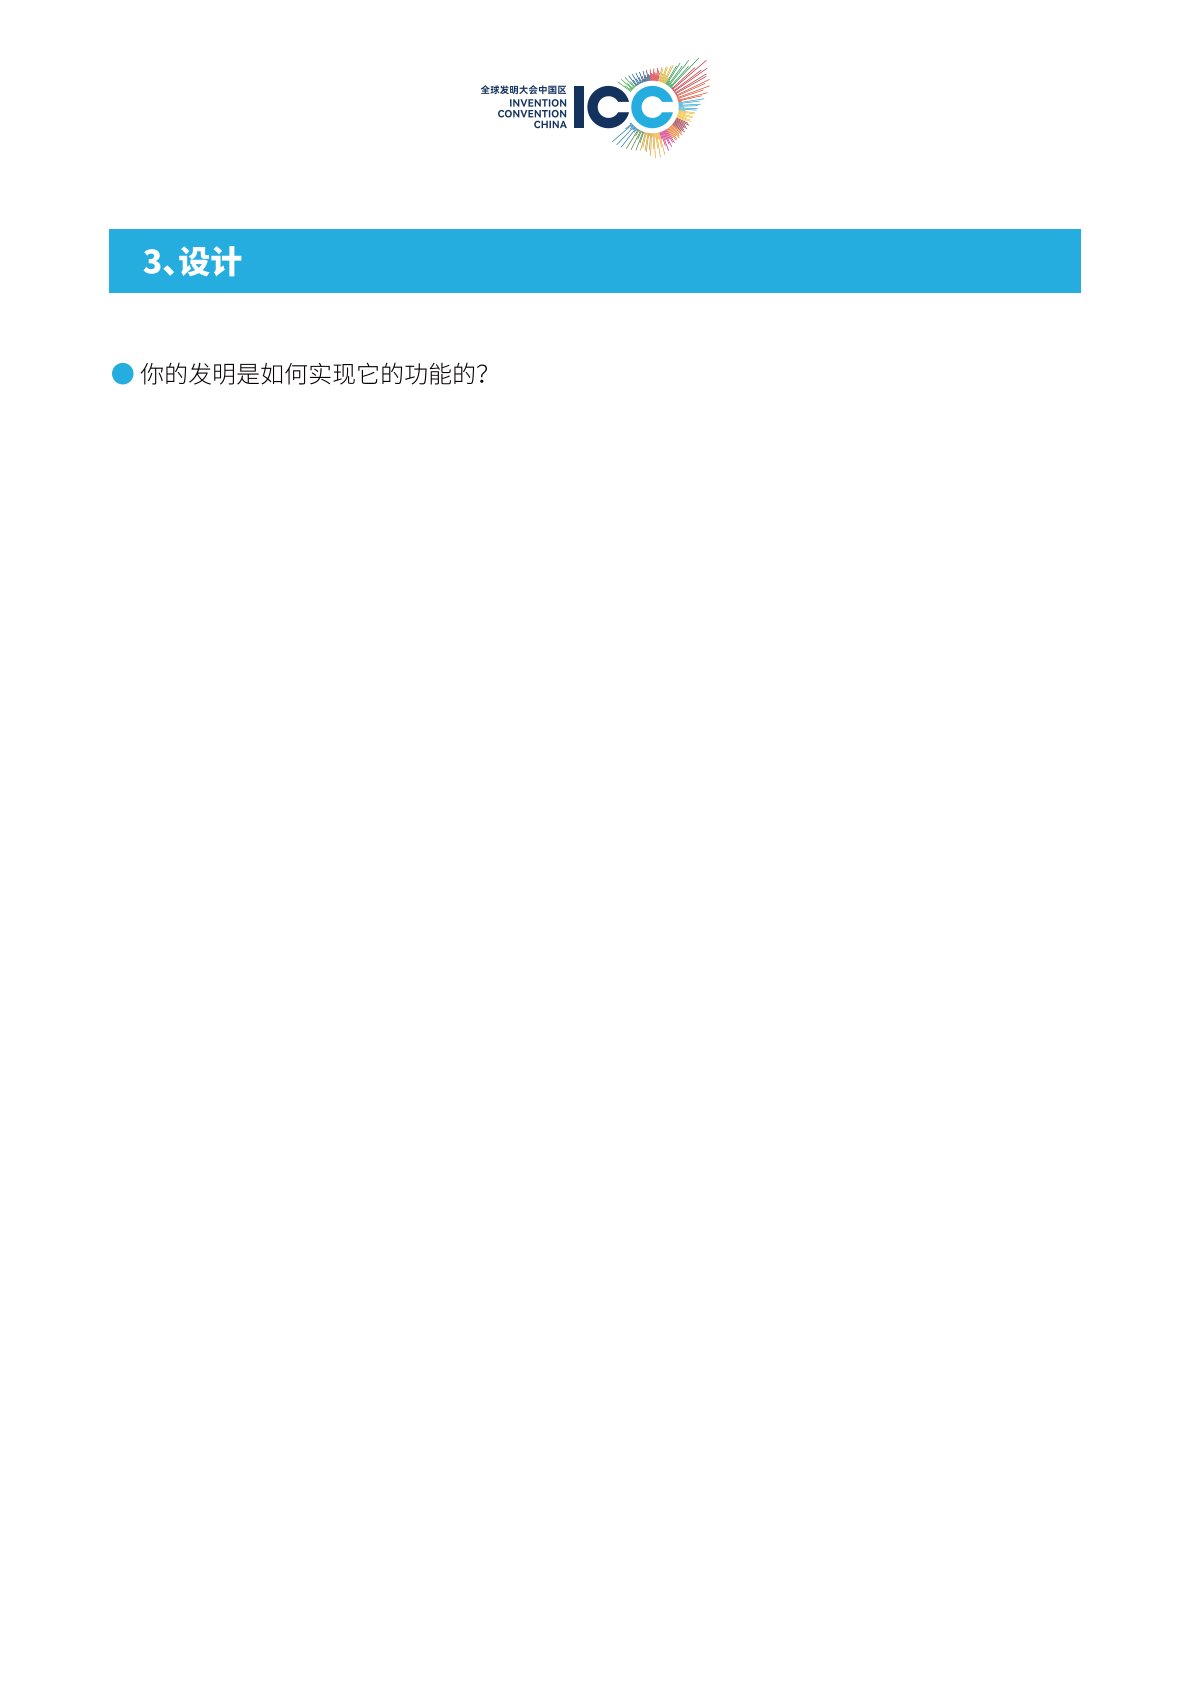 全球发明大会中国区
INVENTION
CONVENTION
CHINA
ICC
3、设计
你的发明是如何实现它的功能的？